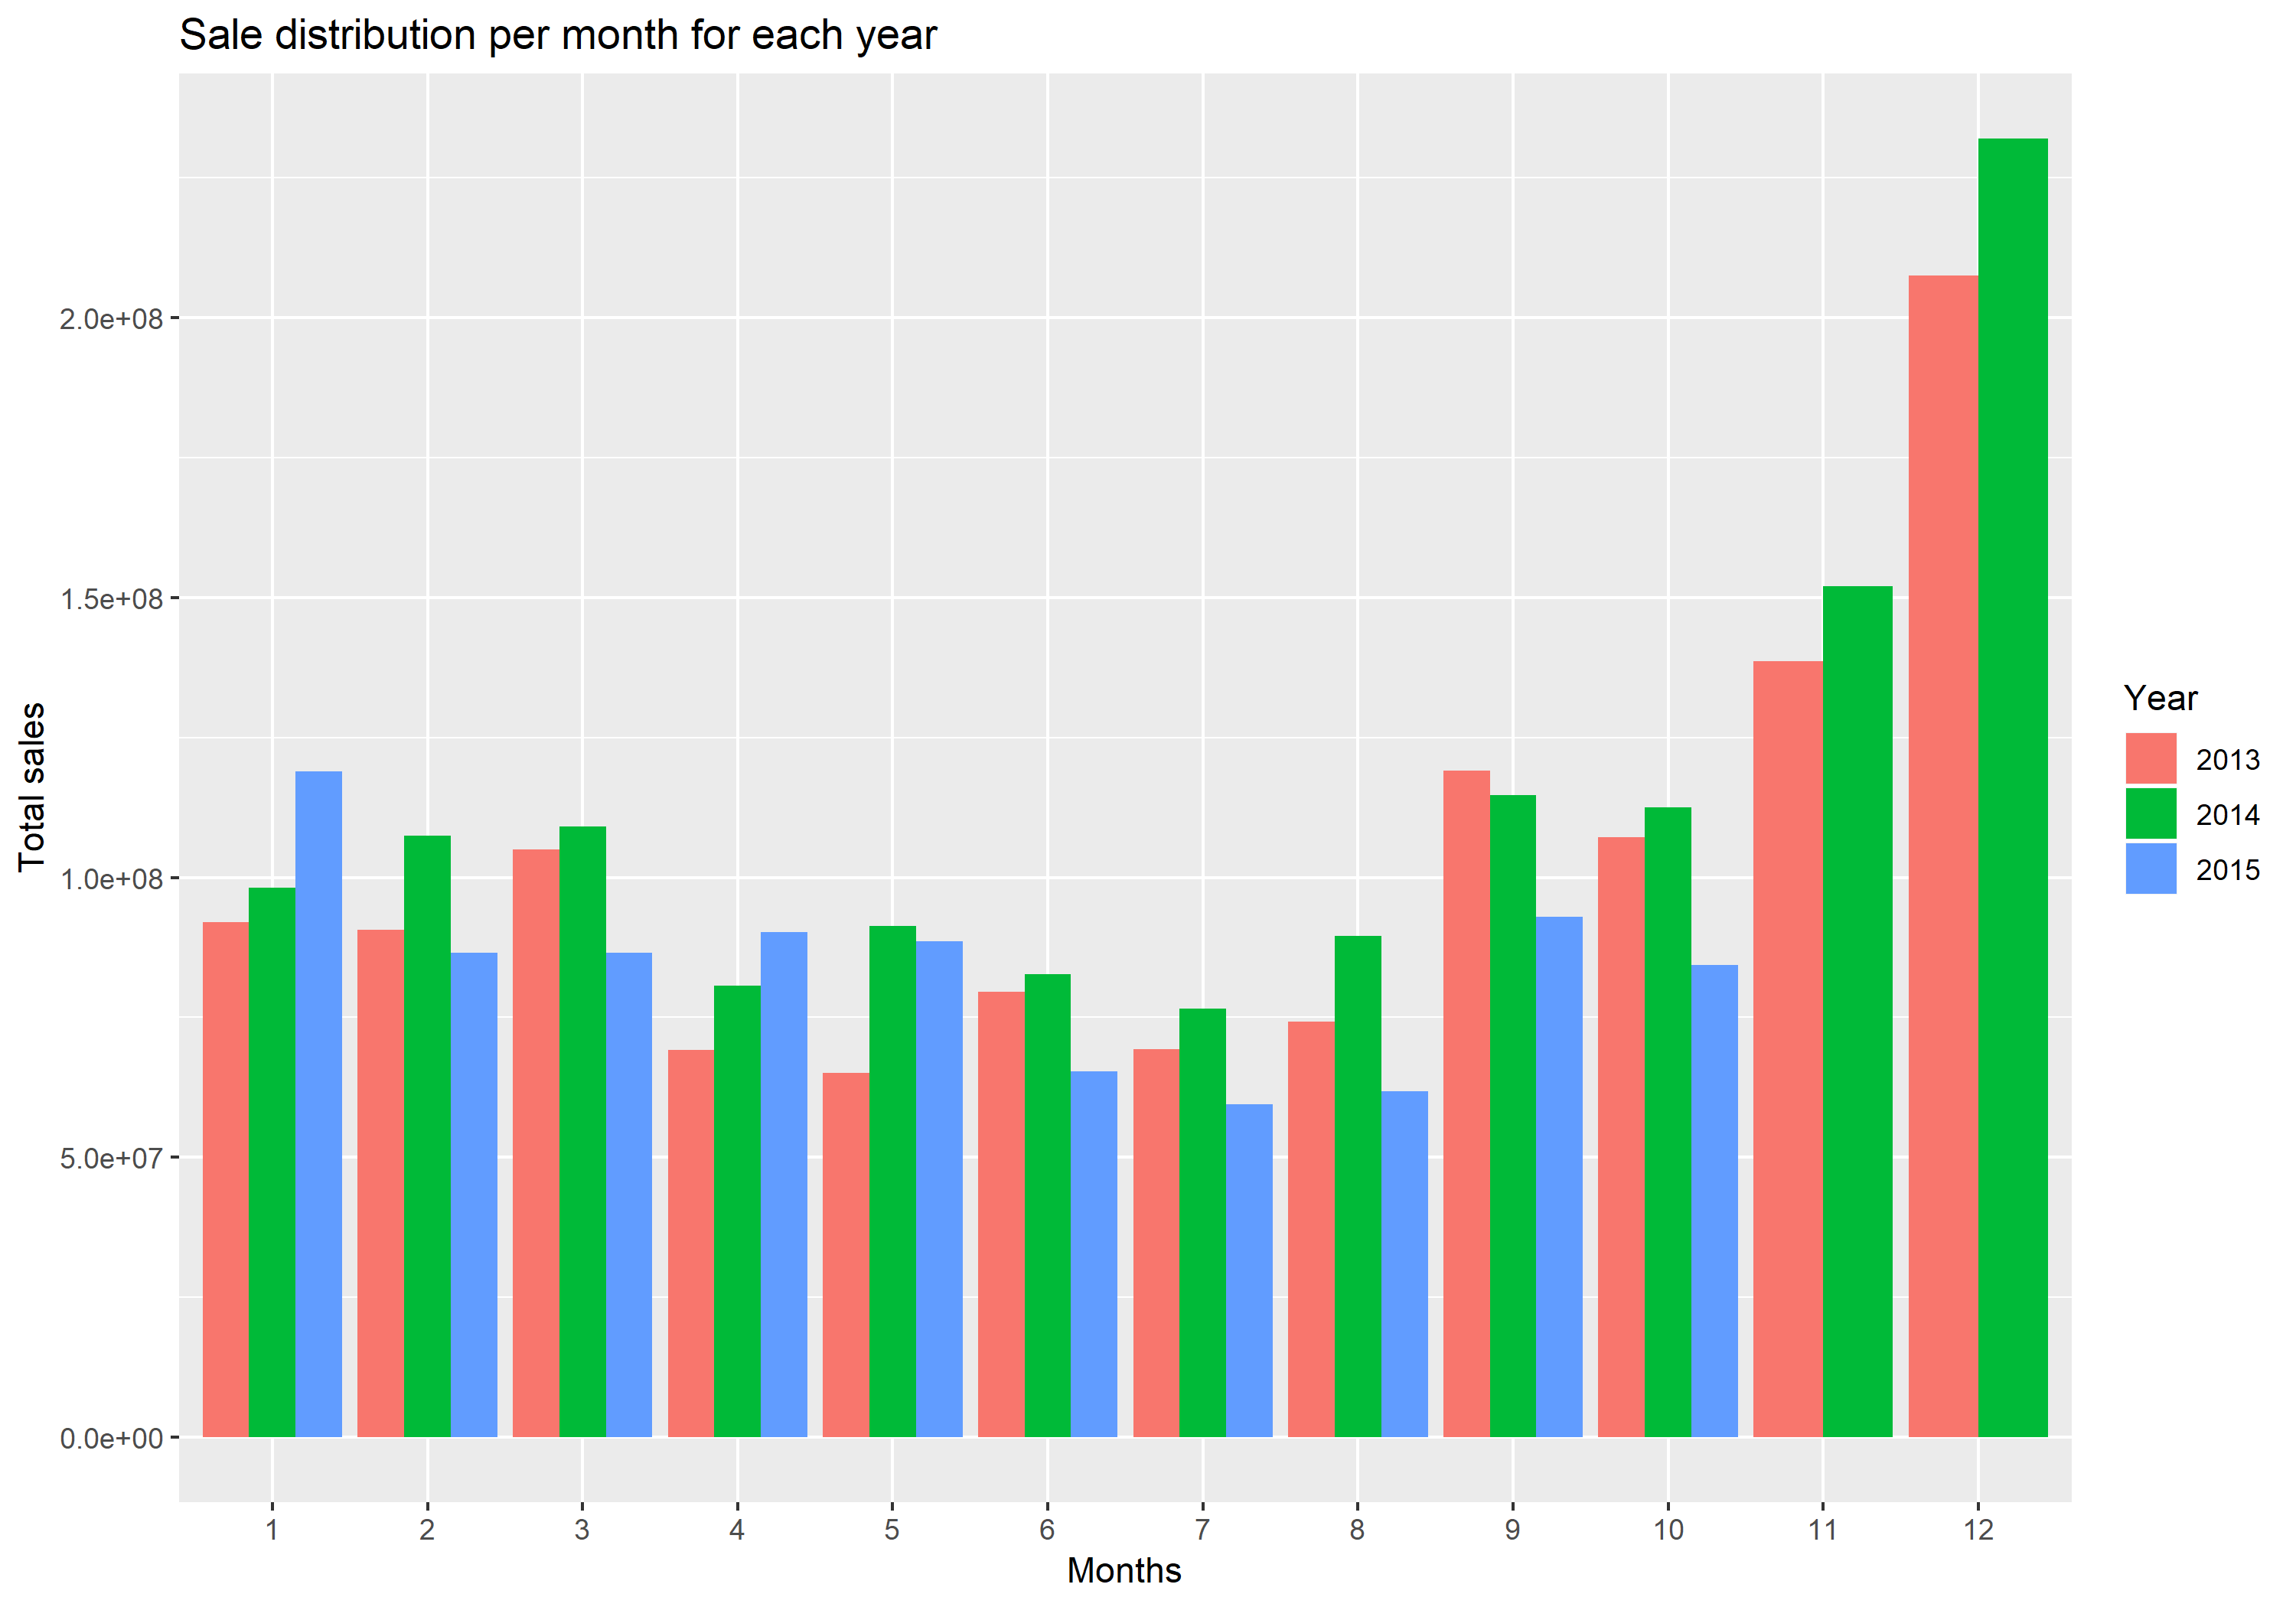 Sale distribution per month for each year
Total sales
2.0e+08
1.5e+08
1.0e+08
5.0e+07
0.0e+00
1 2 3 4 5 6 7 8 9 10 11 12
Months
Year
2013
2014
2015